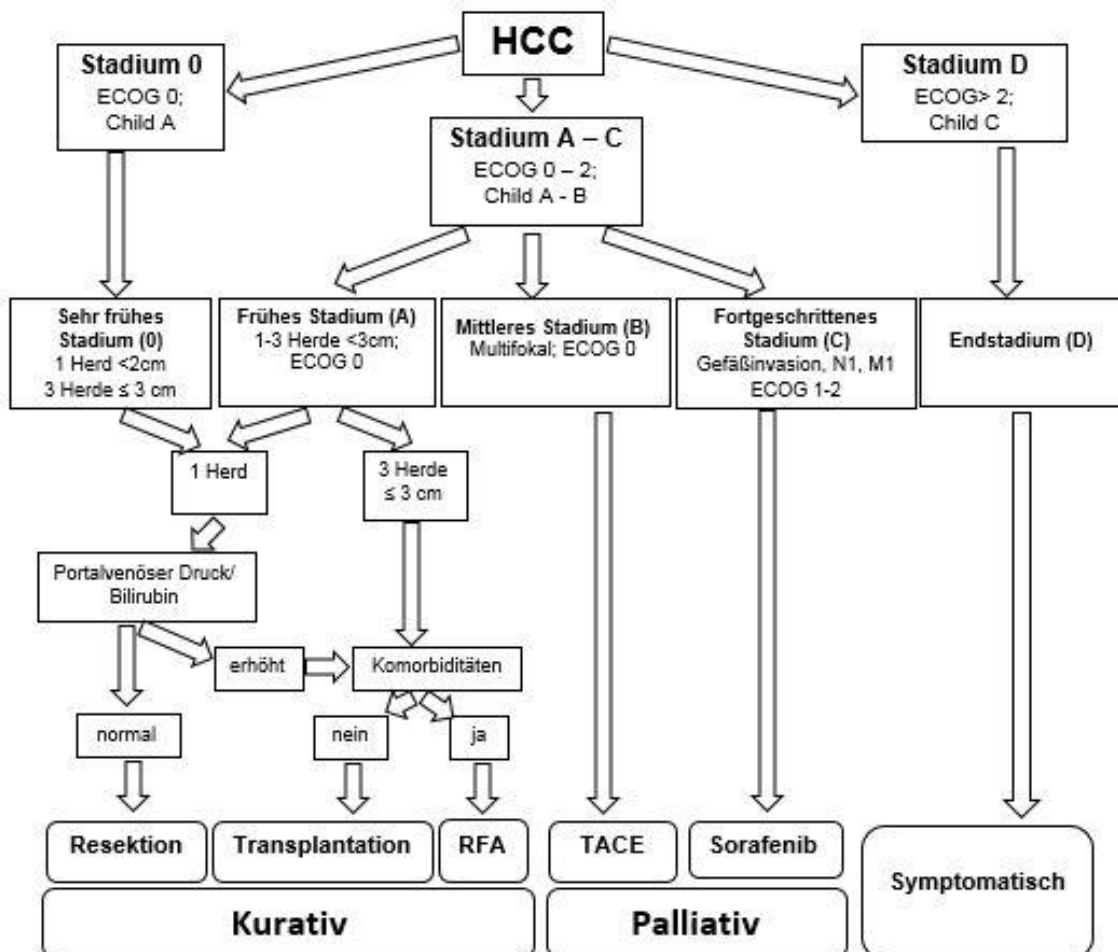 HCC
Stadium 0
ECOG 0;
Child A
Stadium A – C
ECOG 0 – 2;
Child A - B
Stadium D
ECOG> 2;
Child C
Sehr frühes
Stadium (0)
1 Herd <2cm
3 Herde ≤ 3 cm
Frühes Stadium (A)
1-3 Herde <3cm;
ECOG 0
Mittleres Stadium (B)
Multifokal; ECOG 0
Fortgeschrittenes
Stadium (C)
Gefäßinvasion, N1, M1
ECOG 1-2
Endstadium (D)
1 Herd
3 Herde
≤ 3 cm
Portalvenöser Druck/
Bilirubin
erhöht
Komorbiditäten
normal
nein
ja
Resektion
Transplantation
RFA
TACE
Sorafenib
Symptomatisch
Kurativ
Palliativ